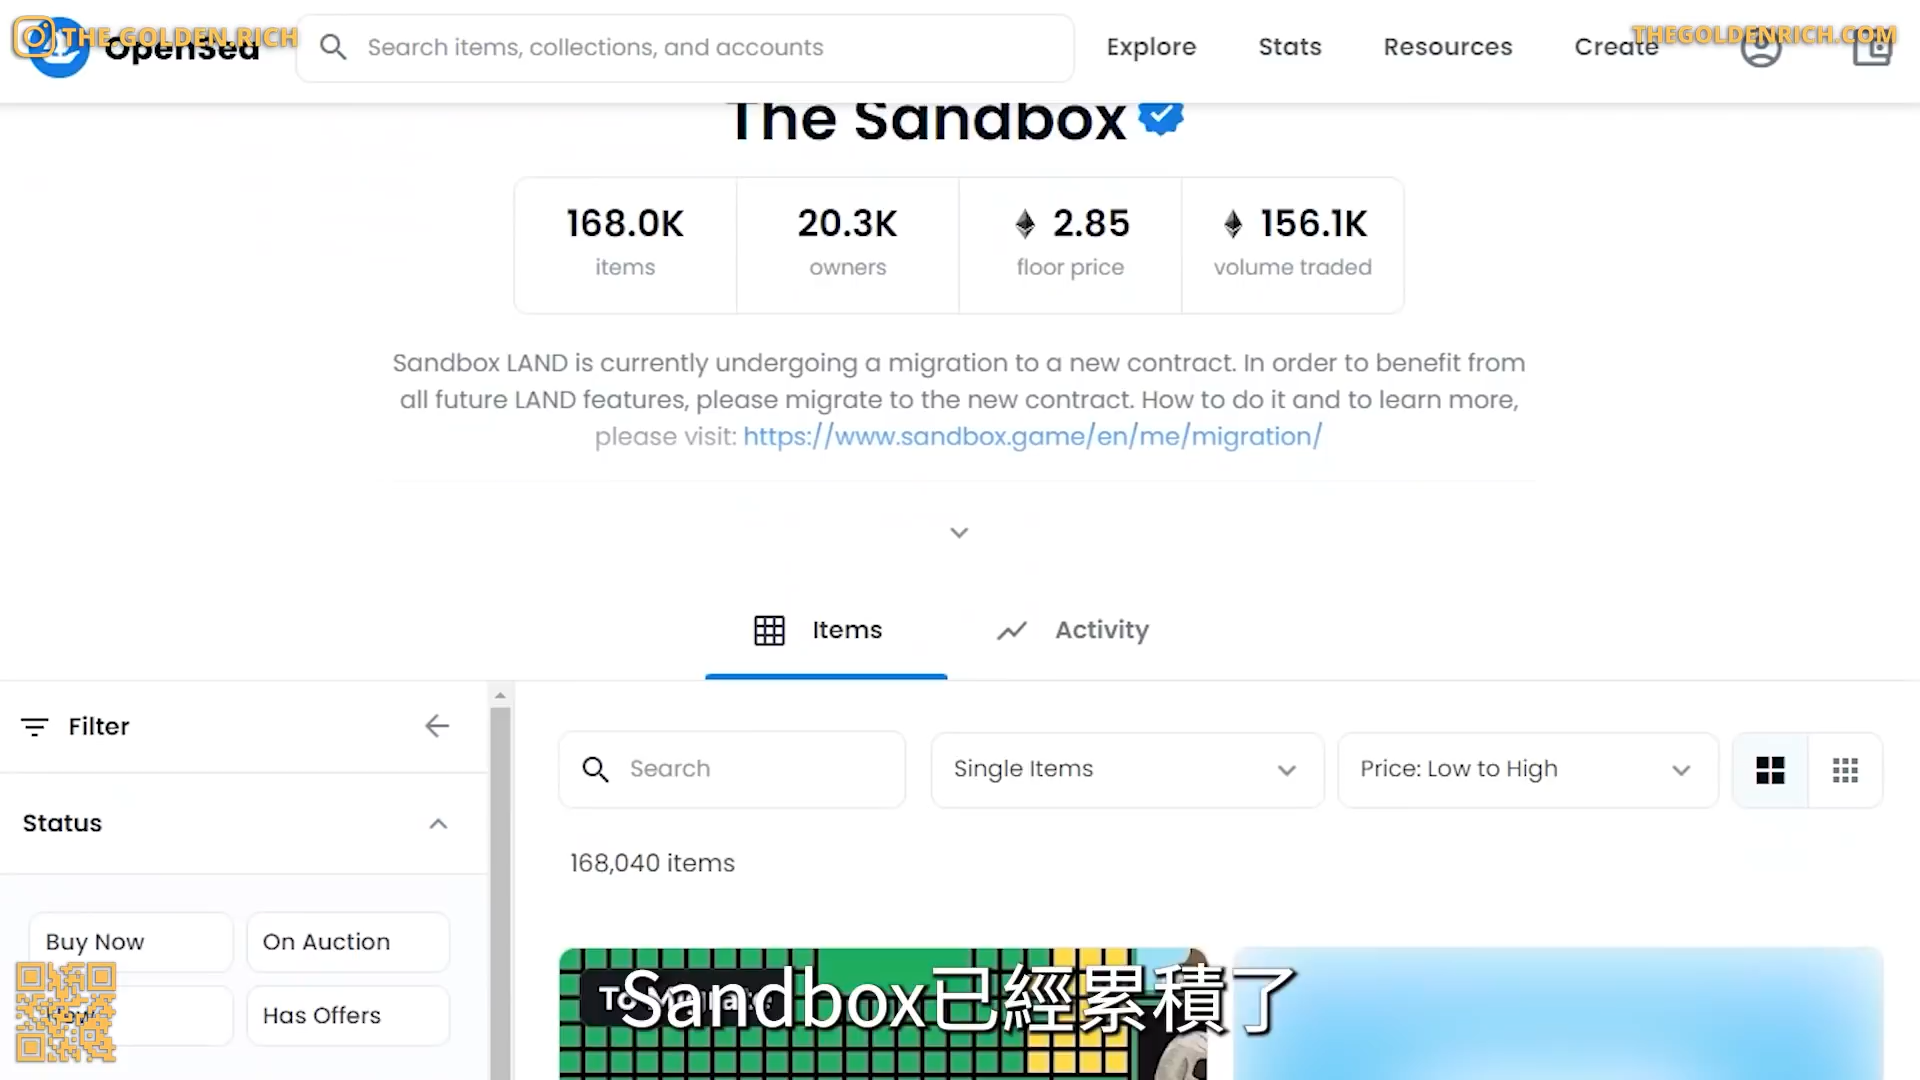 THE.GOLDEN.RICH
OpenSea
Search items, collections, and accounts
Explore
Stats
Resources
Create
THEGOLDENRICH.COM
The Sandbox
168.0K
items
20.3K
owners
2.85
floor price
156.1K
volume traded
Sandbox LAND is currently undergoing a migration to a new contract. In order to benefit from
all future LAND features, please migrate to the new contract. How to do it and to learn more,
please visit: https://www.sandbox.game/en/me/migration/
Items
Activity
Filter
Status
Buy Now
On Auction
New
Has Offers
Search
Single Items
Price: Low to High
168,040 items
To Migrate
Sandbox已經累積了